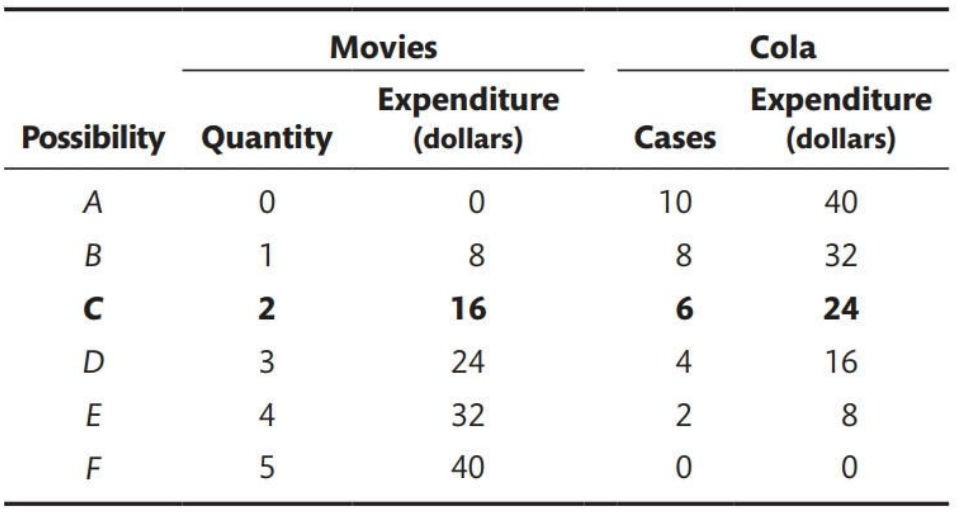 Movies Cola
Possibility Quantity Expenditure (dollars) Cases Expenditure (dollars)
A 0 0 10 40
B 1 8 8 32
C 2 16 6 24
D 3 24 4 16
E 4 32 2 8
F 5 40 0 0